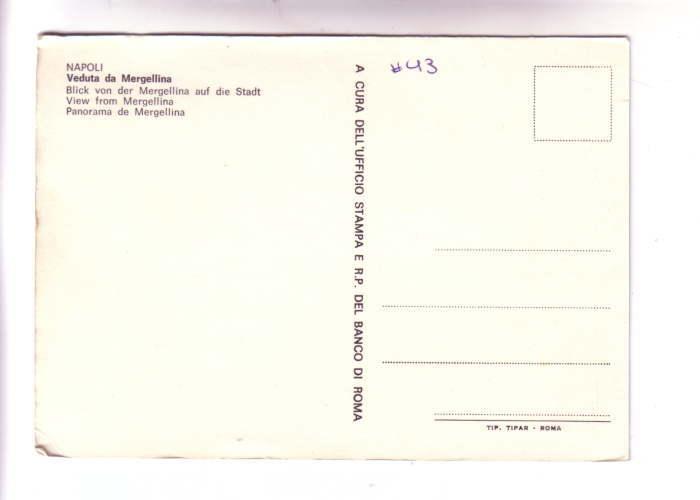 NAPOLI
Veduta da Mergellina
Blick von der Mergellina auf die Stadt
View from Mergellina
Panorama de Mergellina
A CURA DELL'UFFICIO STAMPA E R.P. DEL BANCO DI ROMA
#43
TIP. TIPAR - ROMA